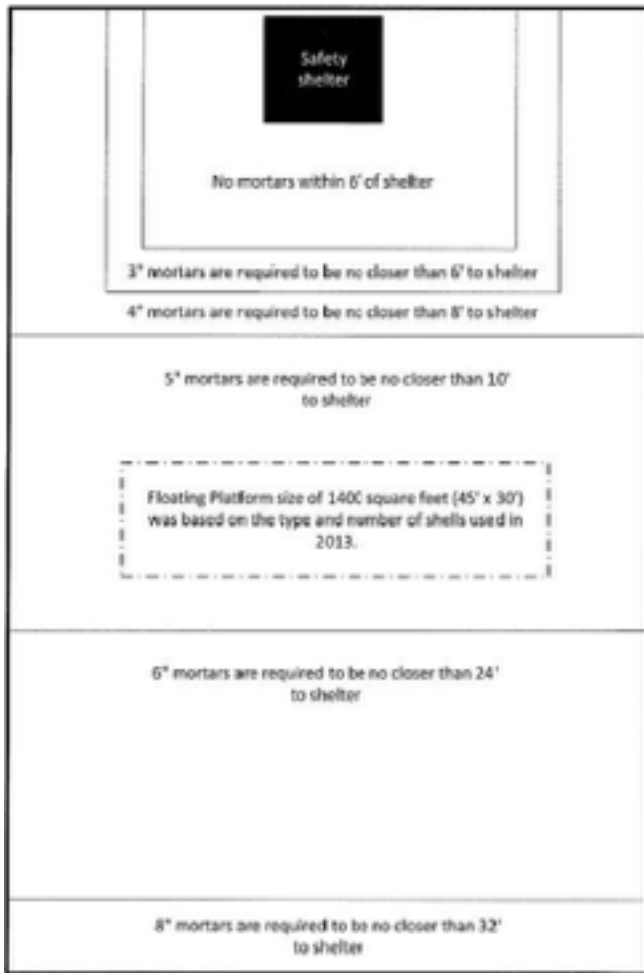 Safety
shelter
No mortars within 6' of shelter
3" mortars are required to be no closer than 6' to shelter
4" mortars are required to be no closer than 8' to shelter
5" mortars are required to be no closer than 10'
to shelter
Floating Platform size of 1400 square feet (45' x 30')
was based on the type and number of shells used in
2013.
6" mortars are required to be no closer than 24'
to shelter
8" mortars are required to be no closer than 32'
to shelter